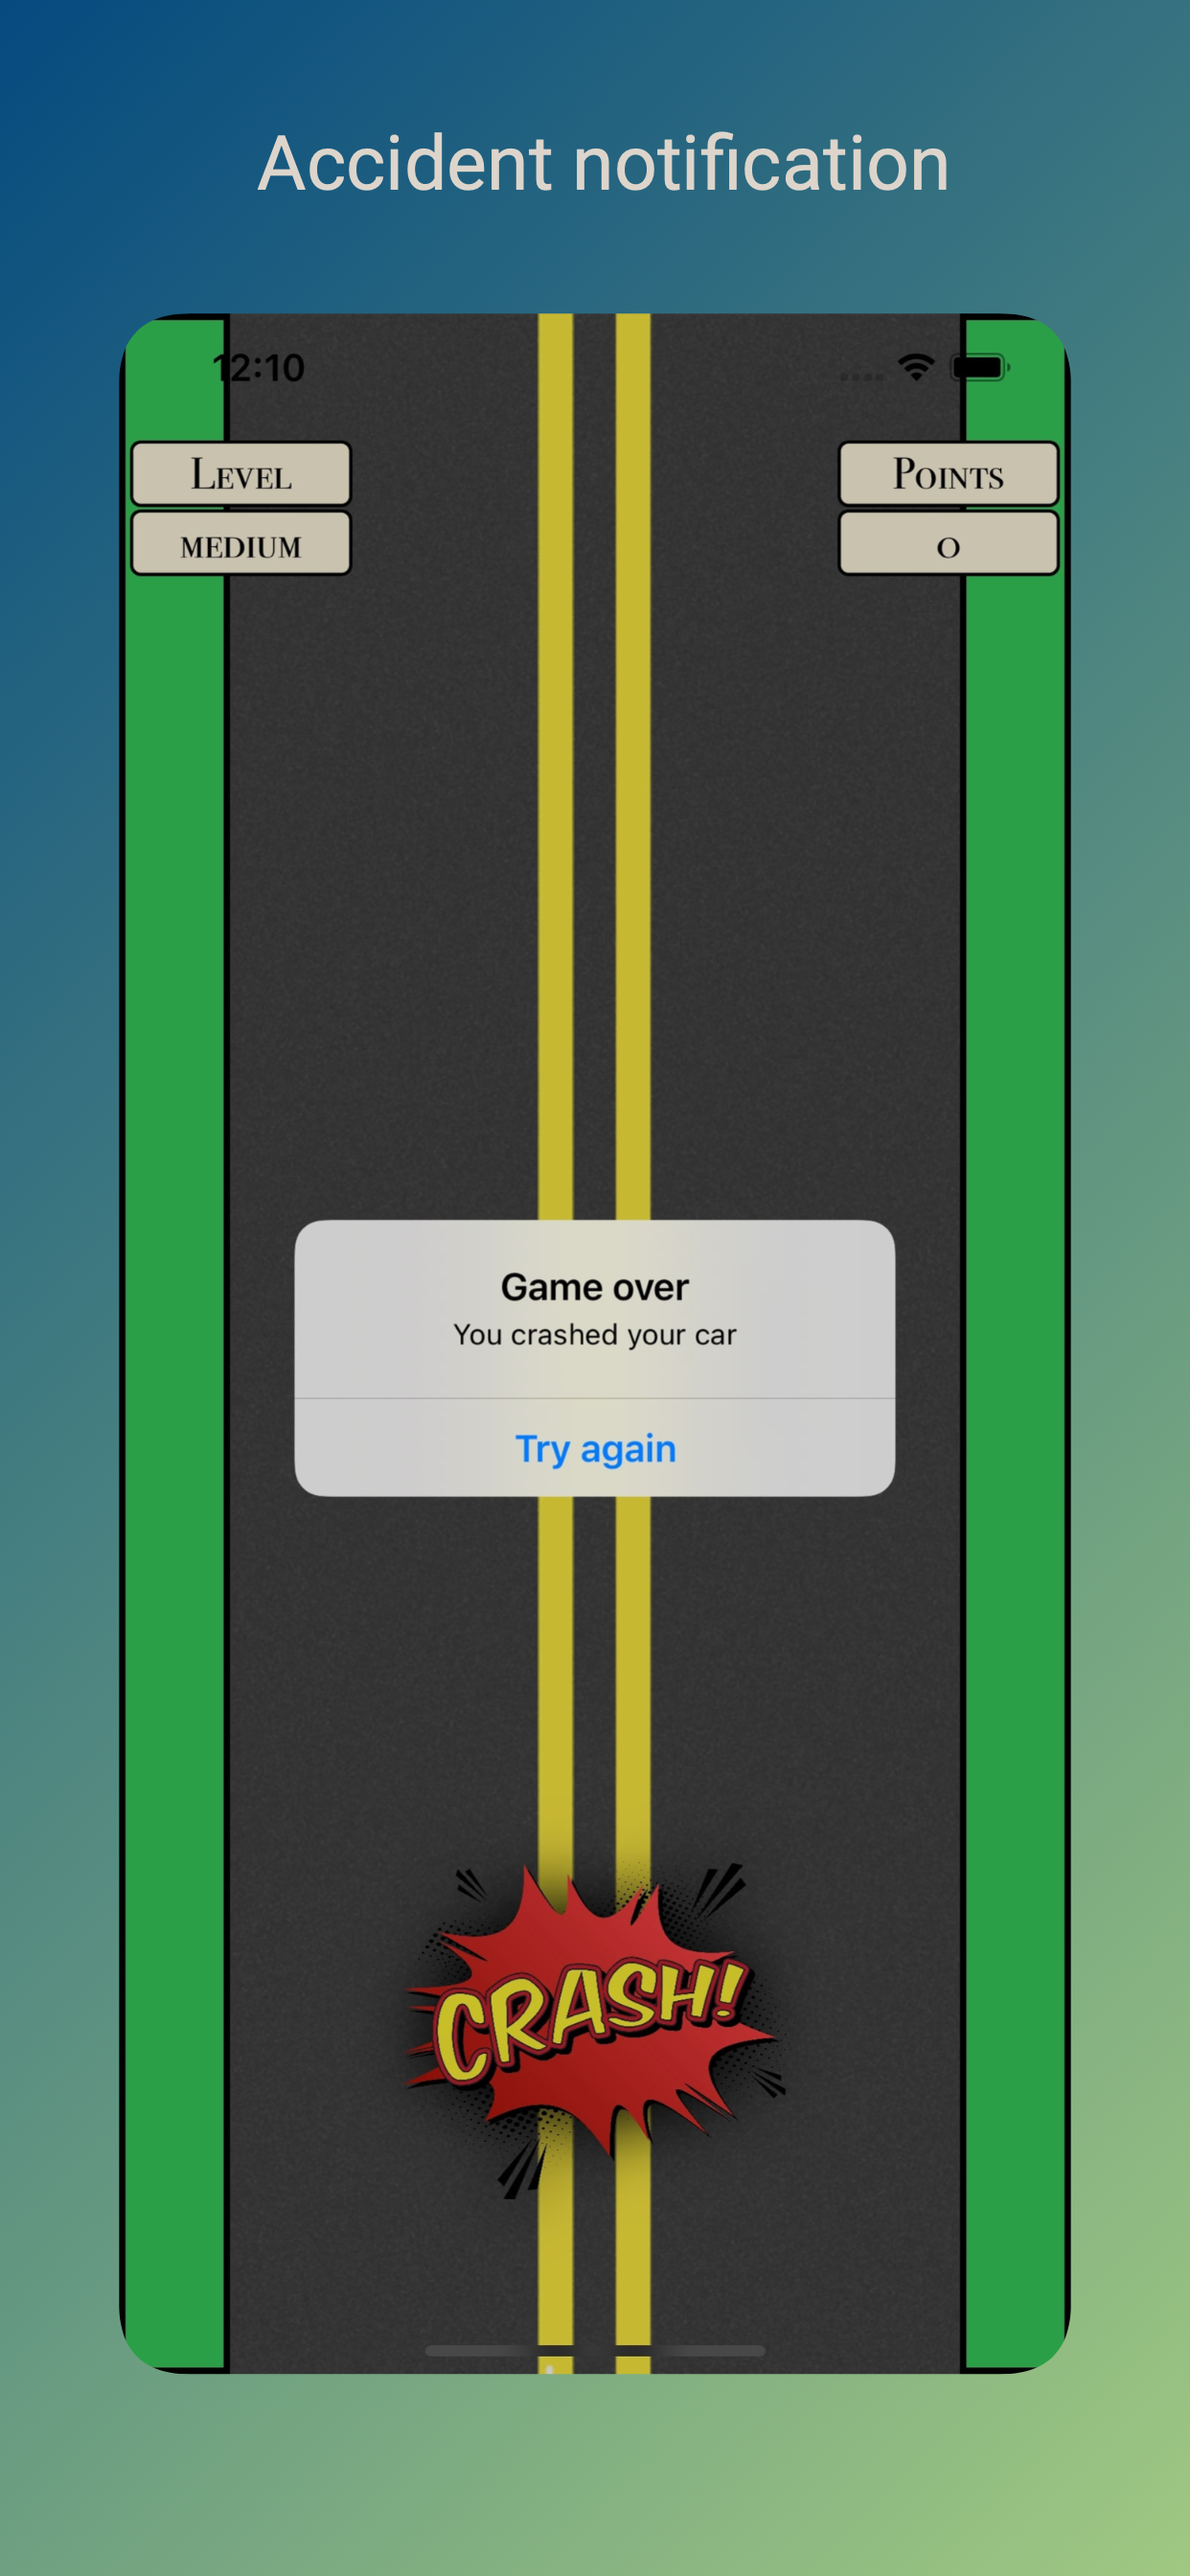 Accident notification
12:10
Level
medium
Points
0
Game over
You crashed your car
Try again
CRASH!